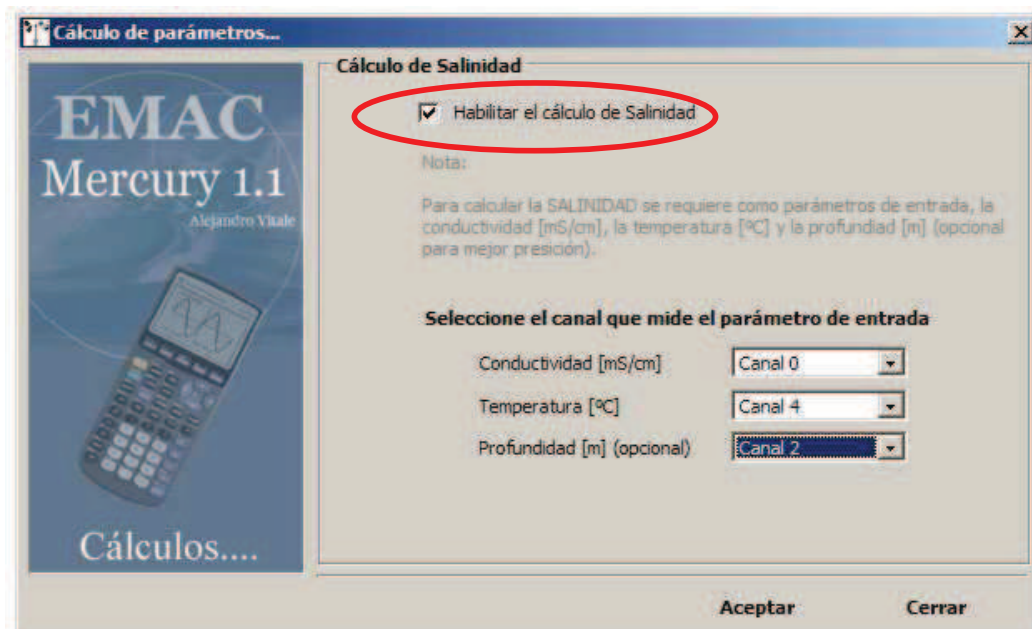 Cálculo de parámetros...
EMAC
Mercury 1.1
Alejandro Vitale
Cálculos....
Cálculo de Salinidad
Habilitar el cálculo de Salinidad
Nota:
Para calcular la SALINIDAD se requiere como parámetros de entrada, la
conductividad [mS/cm], la temperatura [ºC] y la profundiad [m] (opcional
para mejor presición).
Seleccione el canal que mide el parámetro de entrada
Conductividad [mS/cm] Canal 0
Temperatura [ºC] Canal 4
Profundidad [m] (opcional) Canal 2
Aceptar Cerrar